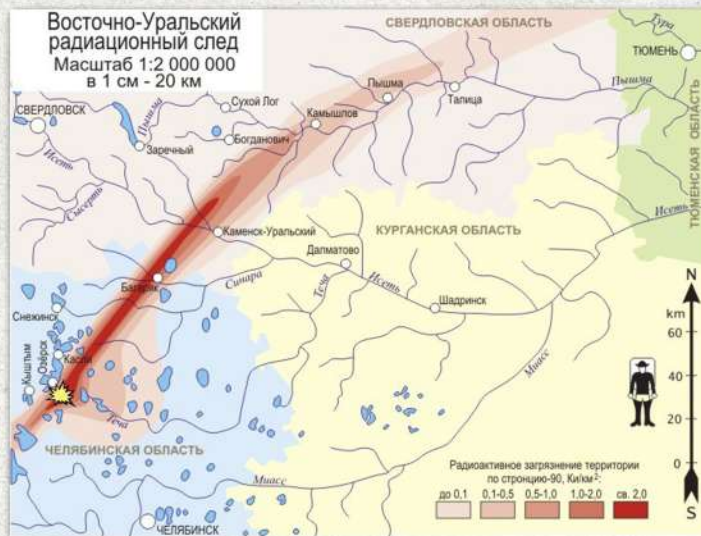 Восточно-Уральский
радиационный след
Масштаб 1:2 000 000
в 1 см - 20 км
СВЕРДЛОВСКАЯ ОБЛАСТЬ
Тура
ТЮМЕНЬ
Пышма
Талица
Пышма
Сухой Лог
Камышлов
СВЕРДЛОВСК
Пышма
Богданович
Заречный
Исеть
Сысерть
ТЮМЕНСКАЯ ОБЛАСТЬ
Исеть
Каменск-Уральский
КУРГАНСКАЯ ОБЛАСТЬ
Далматово
Багаряк
Синара
Теча
Исеть
Шадринск
Снежинск
Касли
Озёрск
Кыштым
Миасс
Теча
ЧЕЛЯБИНСКАЯ ОБЛАСТЬ
Миасс
ЧЕЛЯБИНСК
N
km
60
40
20
0
S
Радиоактивное загрязнение территории
по стронцию-90, Ки/км²:
до 0,1 0,1-0,5 0,5-1,0 1,0-2,0 св. 2,0